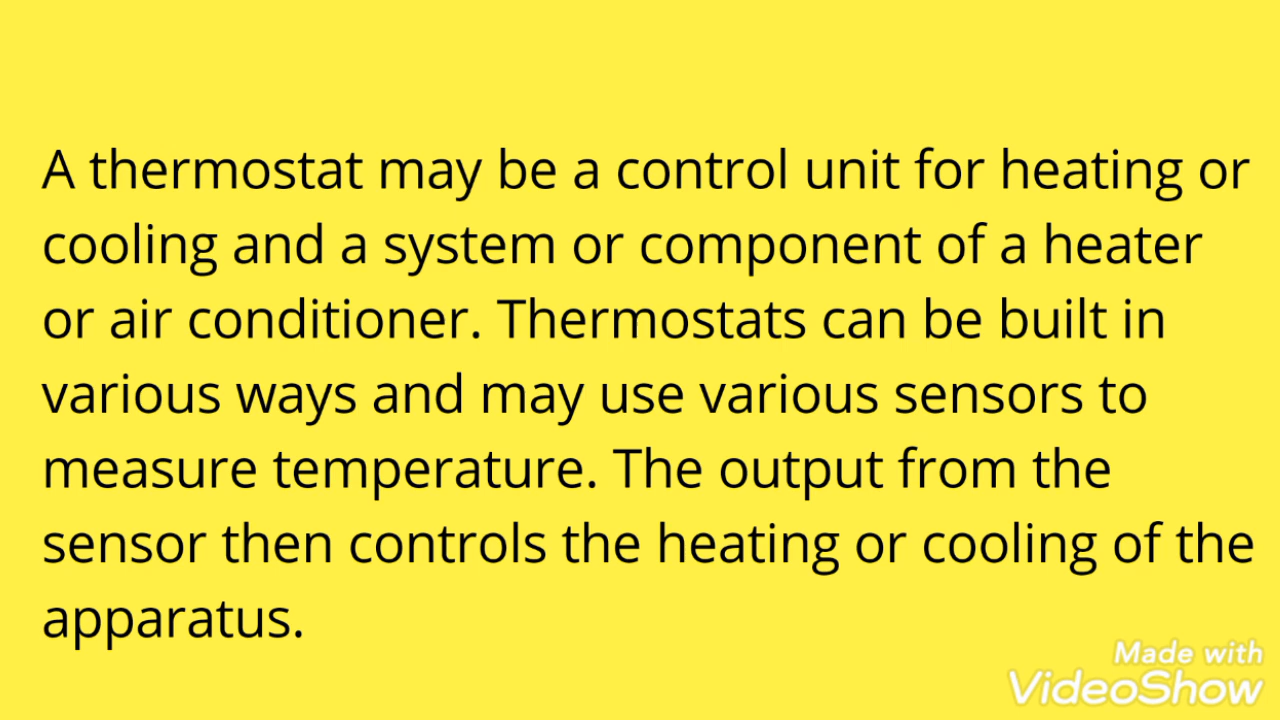 A thermostat may be a control unit for heating or
cooling and a system or component of a heater
or air conditioner. Thermostats can be built in
various ways and may use various sensors to
measure temperature. The output from the
sensor then controls the heating or cooling of the
apparatus.
Made with
VideoShow